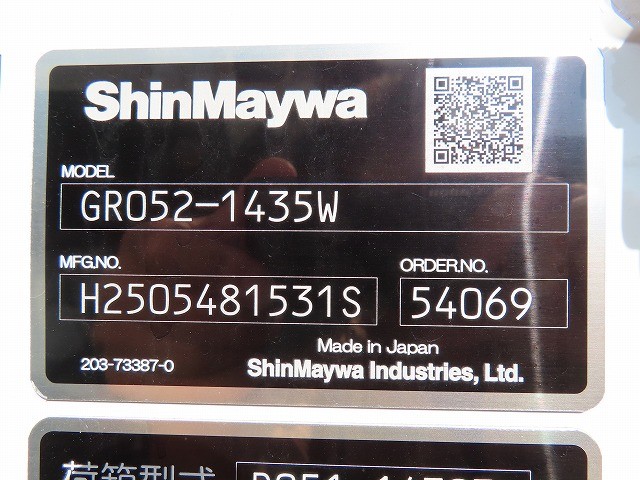 ShinMaywa
MODEL
GR052-1435W
MFG.NO.
ORDER.NO.
H2505481531S
54069
Made in Japan
203-73387-0
ShinMaywa Industries, Ltd.
荷箱型式